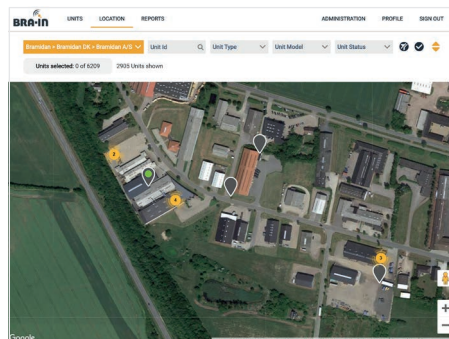 BRA-IN
UNITS LOCATION REPORTS ADMINISTRATION PROFILE SIGN OUT
Bramidan > Bramidan DK > Bramidan A/S Unit Id Unit Type Unit Model Unit Status
Units selected: 0 of 6209 2905 Units shown
2
4
3
+
−
Google